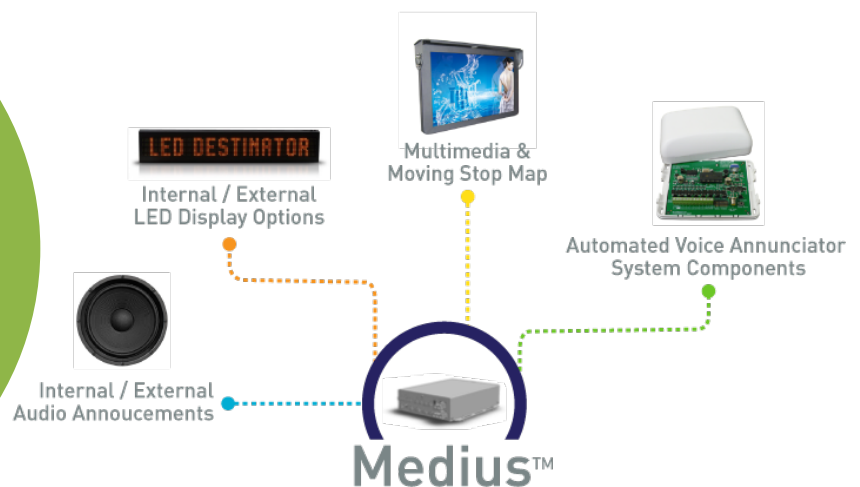 LED DESTINATOR
Internal / External
LED Display Options
Multimedia &
Moving Stop Map
Automated Voice Annunciator
System Components
Internal / External
Audio Annoucements
Medius™